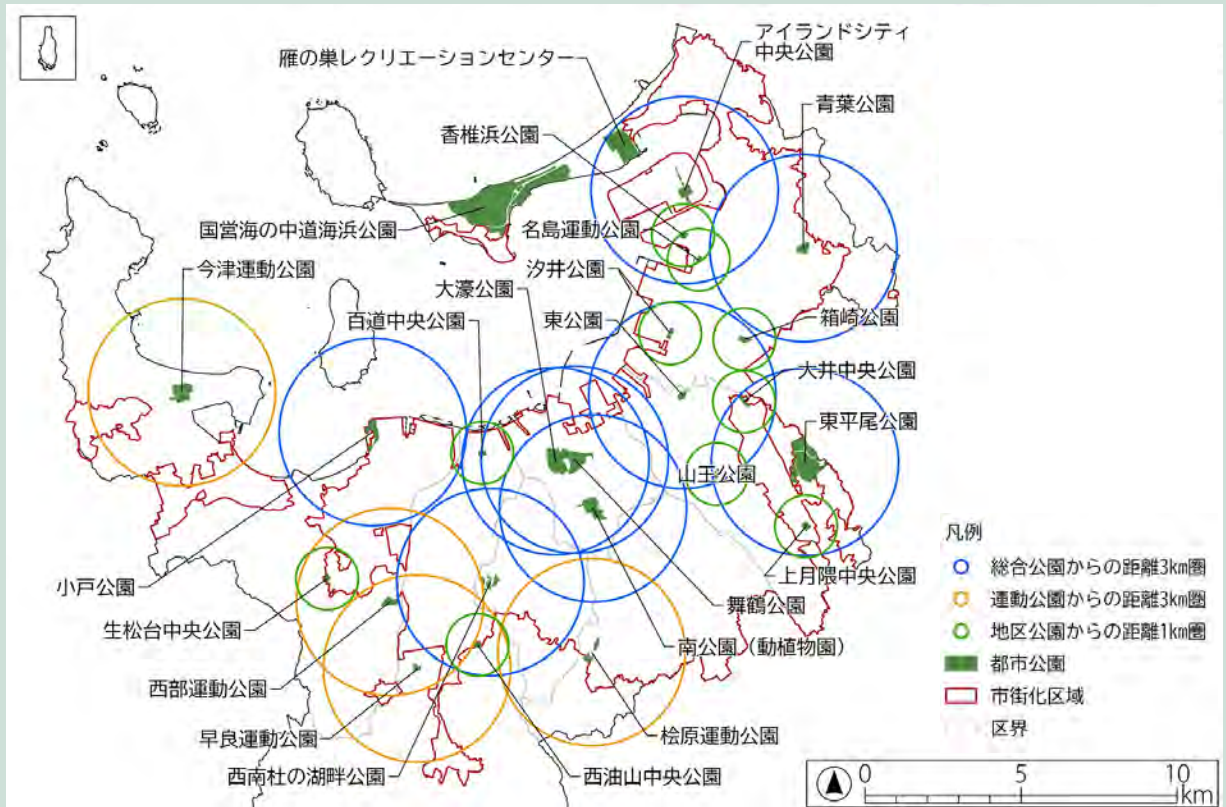 アイランドシティ
中央公園
雁の巣レクリエーションセンター
青葉公園
香椎浜公園
国営海の中道海浜公園
名島運動公園
今津運動公園
汐井公園
大濠公園
百道中央公園
東公園
箱崎公園
大井中央公園
東平尾公園
山王公園
小戸公園
上月隈中央公園
生松台中央公園
舞鶴公園
南公園（動植物園）
西部運動公園
早良運動公園
桧原運動公園
西南杜の湖畔公園
西油山中央公園
凡例
総合公園からの距離3km圏
運動公園からの距離3km圏
地区公園からの距離1km圏
都市公園
市街化区域
区界
0 5 10
km